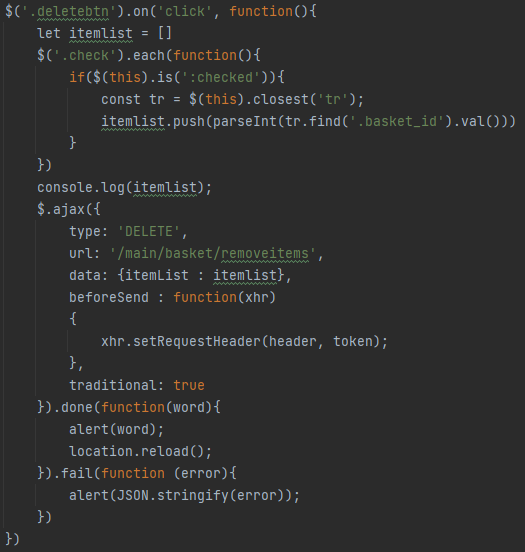 $('.deletebtn').on('click', function(){
    let itemlist = []
    $('.check').each(function(){
        if($(this).is(':checked')){
            const tr = $(this).closest('tr');
            itemlist.push(parseInt(tr.find('.basket_id').val()))
        }
    })
    console.log(itemlist);
    $.ajax({
        type: 'DELETE',
        url: '/main/basket/removeitems',
        data: {itemList : itemlist},
        beforeSend : function(xhr)
        {
            xhr.setRequestHeader(header, token);
        },
        traditional: true
    }).done(function(word){
        alert(word);
        location.reload();
    }).fail(function (error){
        alert(JSON.stringify(error));
    })
})